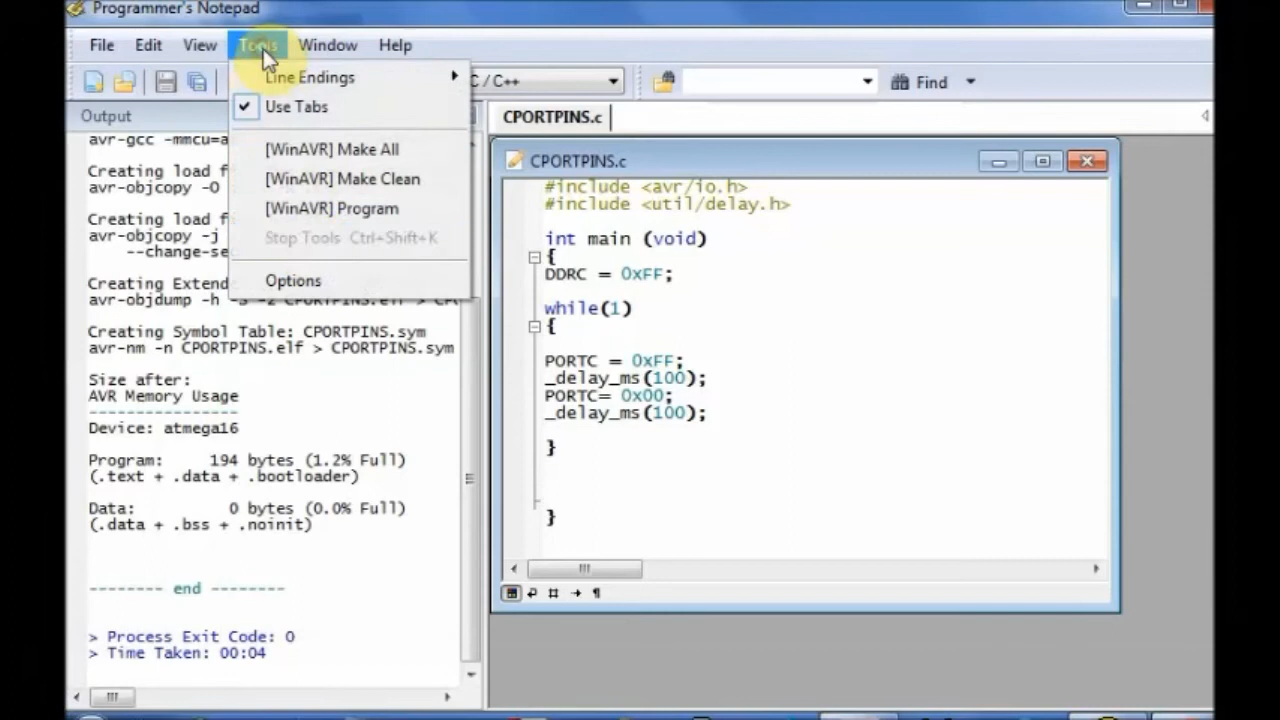 Programmer's Notepad
File Edit View Tools Window Help
C / C++
Find
Line Endings
Use Tabs
[WinAVR] Make All
[WinAVR] Make Clean
[WinAVR] Program
Stop Tools Ctrl+Shift+K
Options
Output
avr-gcc -mmcu=a
Creating load f
avr-objcopy -O
Creating load f
avr-objcopy -j
--change-se
Creating Extend
avr-objdump -h -S -z CPORTPINS.elf > CPO
Creating Symbol Table: CPORTPINS.sym
avr-nm -n CPORTPINS.elf > CPORTPINS.sym
Size after:
AVR Memory Usage
----------------
Device: atmega16
Program: 194 bytes (1.2% Full)
(.text + .data + .bootloader)
Data: 0 bytes (0.0% Full)
(.data + .bss + .noinit)
-------- end --------
> Process Exit Code: 0
> Time Taken: 00:04
CPORTPINS.c
CPORTPINS.c
#include <avr/io.h>
#include <util/delay.h>
int main (void)
{
DDRC = 0xFF;
while(1)
{
PORTC = 0xFF;
_delay_ms(100);
PORTC= 0x00;
_delay_ms(100);
}
}